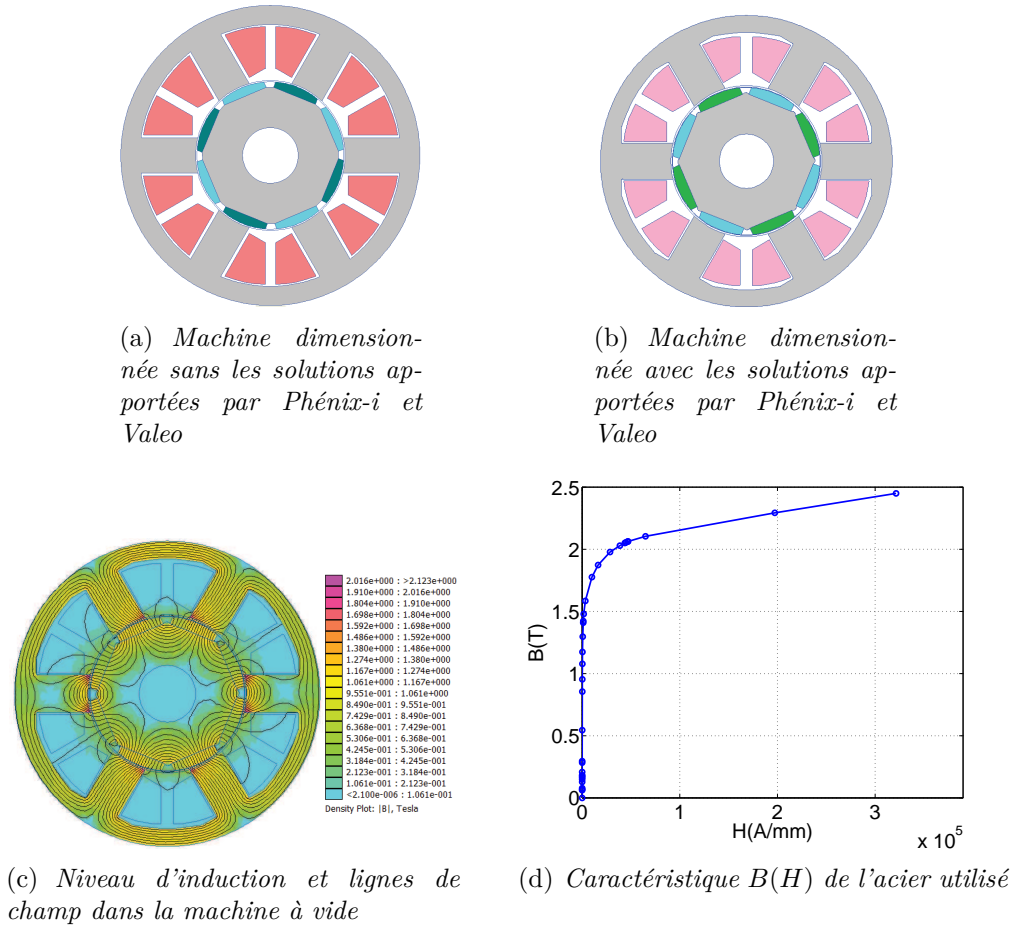 (a) Machine dimension-
née sans les solutions ap-
portées par Phénix-i et
Valeo
(b) Machine dimension-
née avec les solutions ap-
portées par Phénix-i et
Valeo
2.016e+000 : >2.123e+000
1.910e+000 : 2.016e+000
1.804e+000 : 1.910e+000
1.698e+000 : 1.804e+000
1.592e+000 : 1.698e+000
1.486e+000 : 1.592e+000
1.380e+000 : 1.486e+000
1.274e+000 : 1.380e+000
1.167e+000 : 1.274e+000
1.061e+000 : 1.167e+000
9.551e-001 : 1.061e+000
8.490e-001 : 9.551e-001
7.429e-001 : 8.490e-001
6.368e-001 : 7.429e-001
5.306e-001 : 6.368e-001
4.245e-001 : 5.306e-001
3.184e-001 : 4.245e-001
2.123e-001 : 3.184e-001
1.061e-001 : 2.123e-001
<2.100e-006 : 1.061e-001
Density Plot: |B|, Tesla
(c) Niveau d'induction et lignes de
champ dans la machine à vide
2.5
2
1.5
1
0.5
0
B(T)
0 1 2 3
H(A/mm)
x 10^5
(d) Caractéristique B(H) de l'acier utilisé